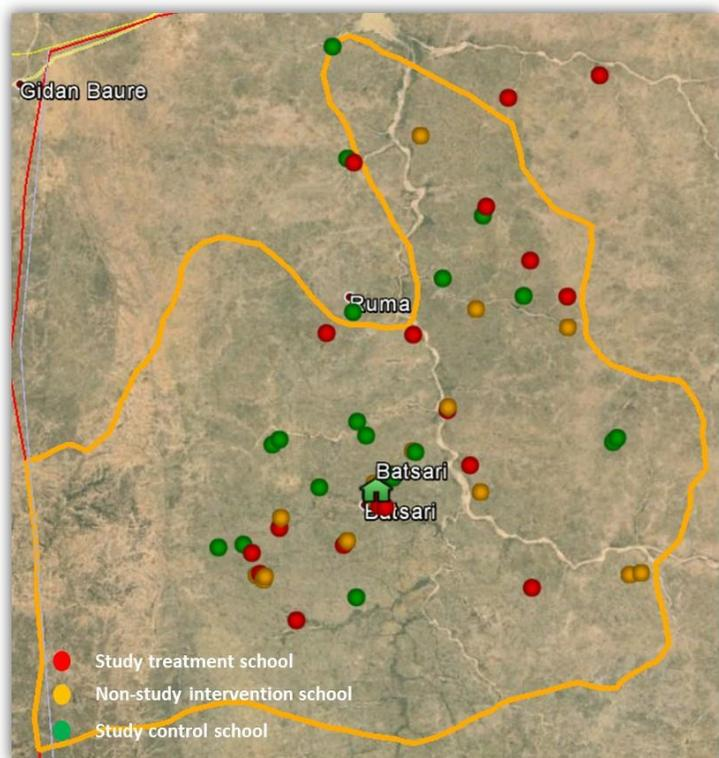 Gidan Baure
Ruma
Batsari
Batsari
Study treatment school
Non-study intervention school
Study control school